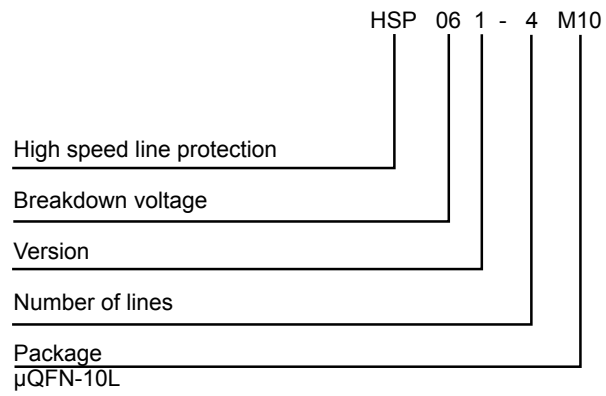 HSP 06 1 - 4 M10
High speed line protection
Breakdown voltage
Version
Number of lines
Package
µQFN-10L